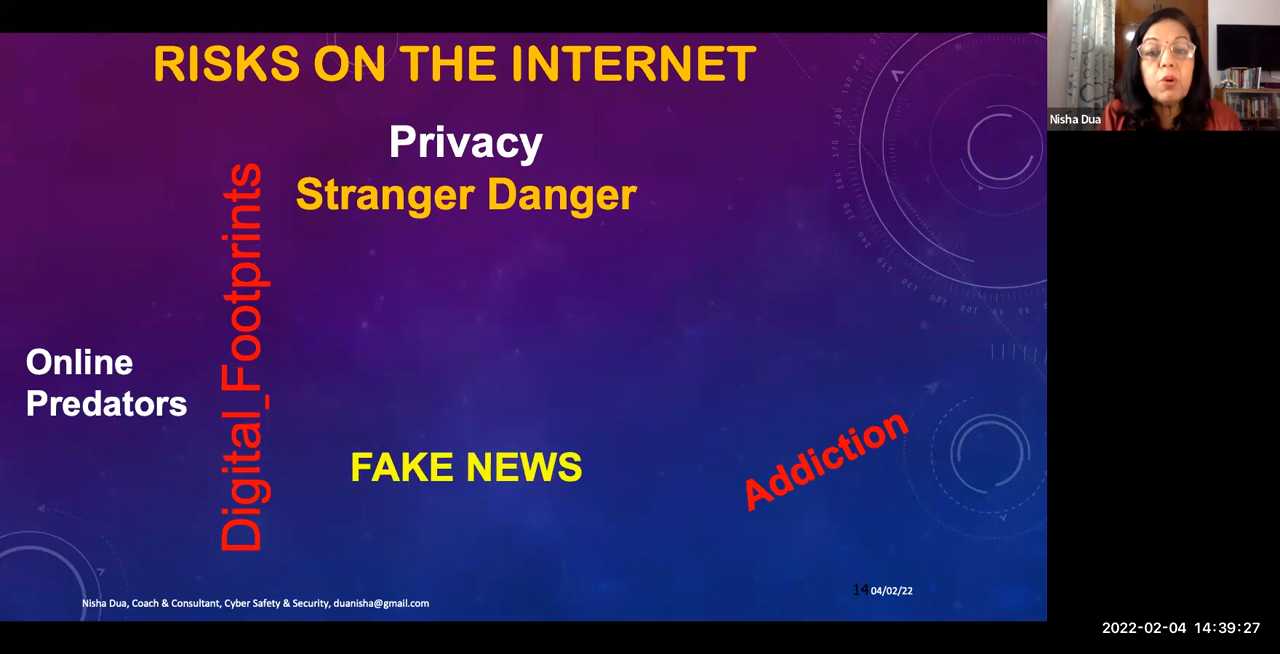 RISKS ON THE INTERNET
Nisha Dua
Privacy
Stranger Danger
Digital_Footprints
Online
Predators
FAKE NEWS
Addiction
Nisha Dua, Coach & Consultant, Cyber Safety & Security, duanisha@gmail.com
14 04/02/22
2022-02-04 14:39:27